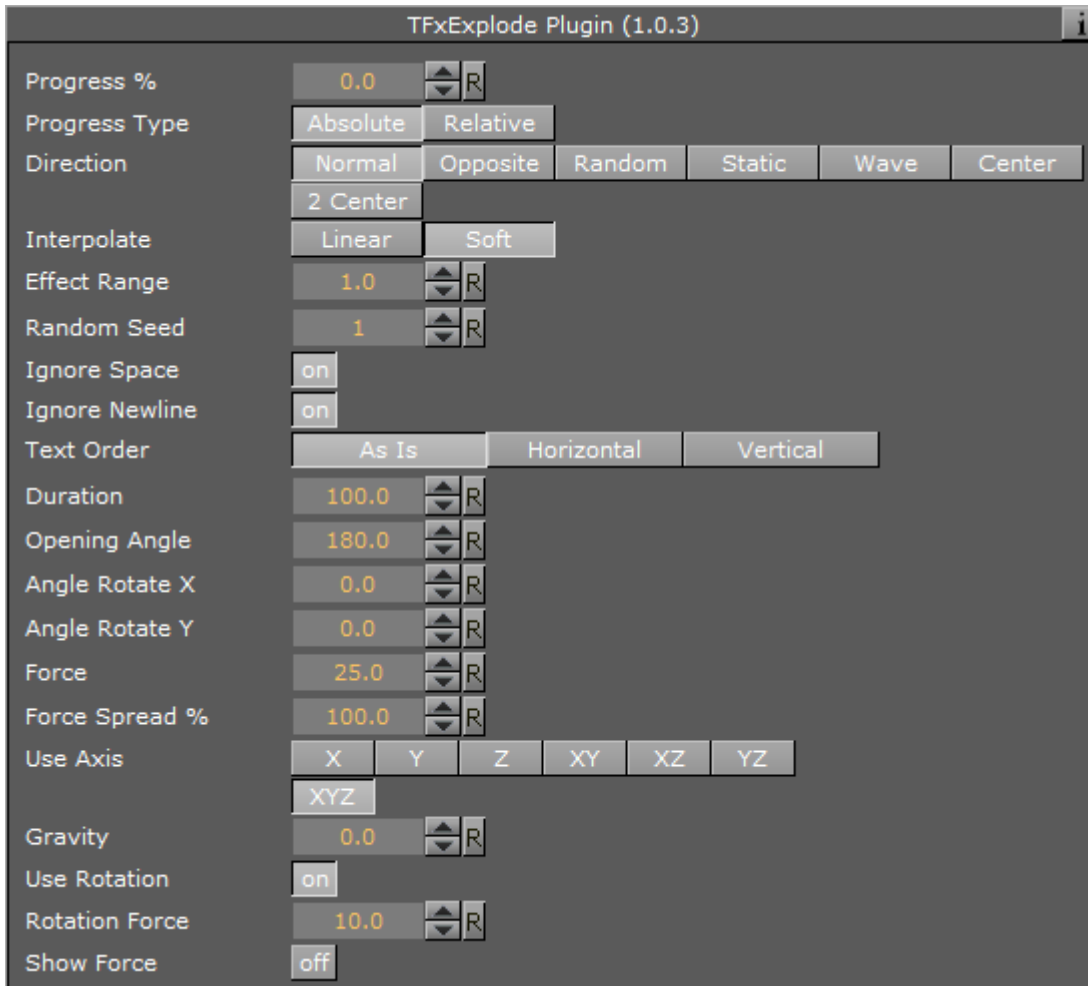 TFxExplode Plugin (1.0.3) i
Progress % 0.0 R
Progress Type Absolute Relative
Direction Normal Opposite Random Static Wave Center
2 Center
Interpolate Linear Soft
Effect Range 1.0 R
Random Seed 1 R
Ignore Space on
Ignore Newline on
Text Order As Is Horizontal Vertical
Duration 100.0 R
Opening Angle 180.0 R
Angle Rotate X 0.0 R
Angle Rotate Y 0.0 R
Force 25.0 R
Force Spread % 100.0 R
Use Axis X Y Z XY XZ YZ
XYZ
Gravity 0.0 R
Use Rotation on
Rotation Force 10.0 R
Show Force off